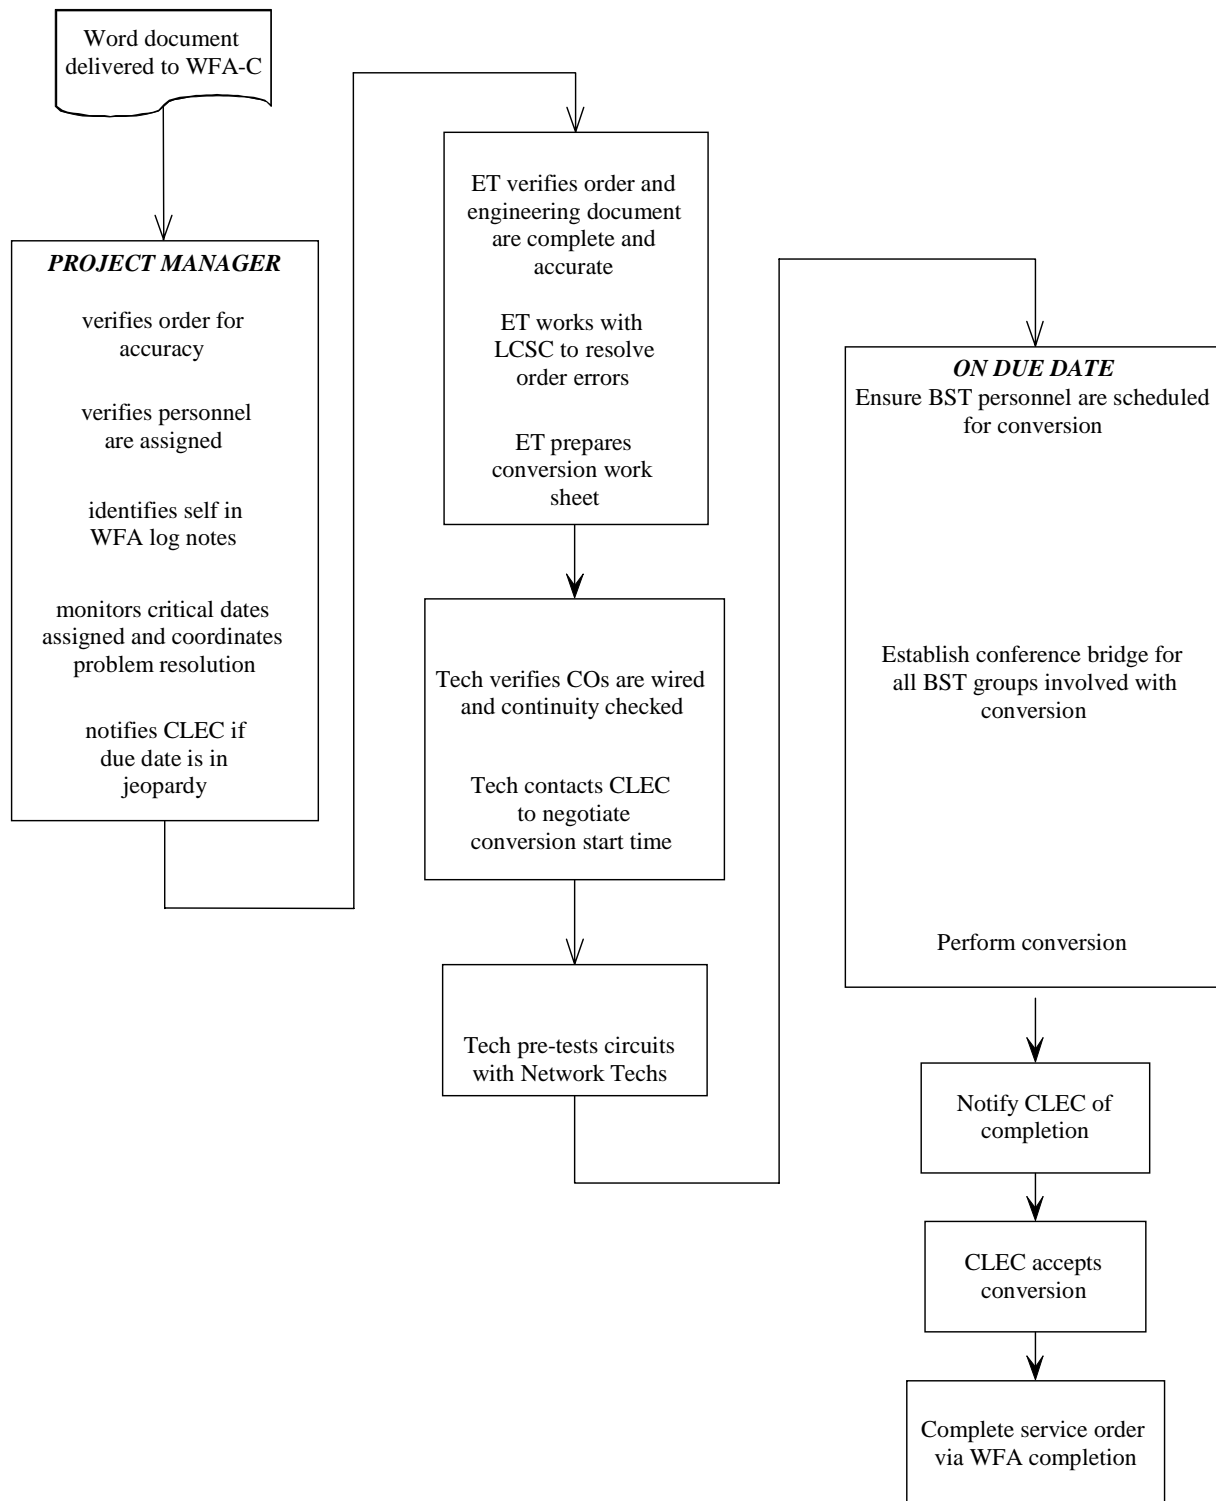 Word document
delivered to WFA-C
PROJECT MANAGER
verifies order for
accuracy
verifies personnel
are assigned
identifies self in
WFA log notes
monitors critical dates
assigned and coordinates
problem resolution
notifies CLEC if
due date is in
jeopardy
ET verifies order and
engineering document
are complete and
accurate
ET works with
LCSC to resolve
order errors
ET prepares
conversion work
sheet
Tech verifies COs are wired
and continuity checked
Tech contacts CLEC
to negotiate
conversion start time
Tech pre-tests circuits
with Network Techs
ON DUE DATE
Ensure BST personnel are scheduled
for conversion
Establish conference bridge for
all BST groups involved with
conversion
Perform conversion
Notify CLEC of
completion
CLEC accepts
conversion
Complete service order
via WFA completion